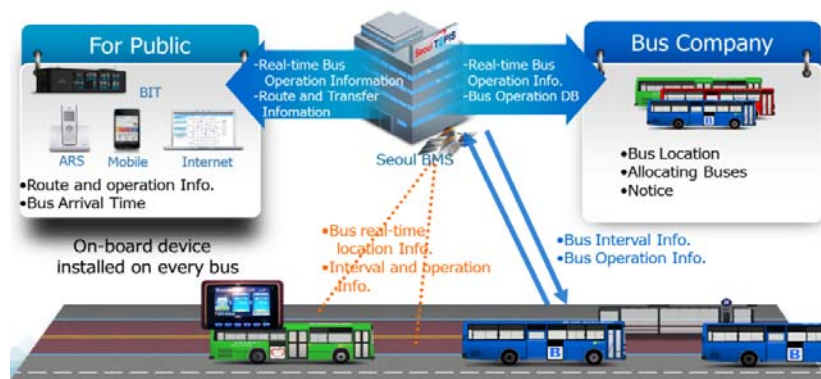 For Public
BIT
ARS
Mobile
Internet
•Route and operation Info.
•Bus Arrival Time
-Real-time Bus
Operation Information
-Route and Transfer
Infomation
Seoul TOPIS
Seoul BMS
-Real-time Bus
Operation Info.
-Bus Operation DB
Bus Company
B
•Bus Location
•Allocating Buses
•Notice
•Bus real-time
location Info.
•Interval and operation
Info.
•Bus Interval Info.
•Bus Operation Info.
On-board device
installed on every bus
B
B